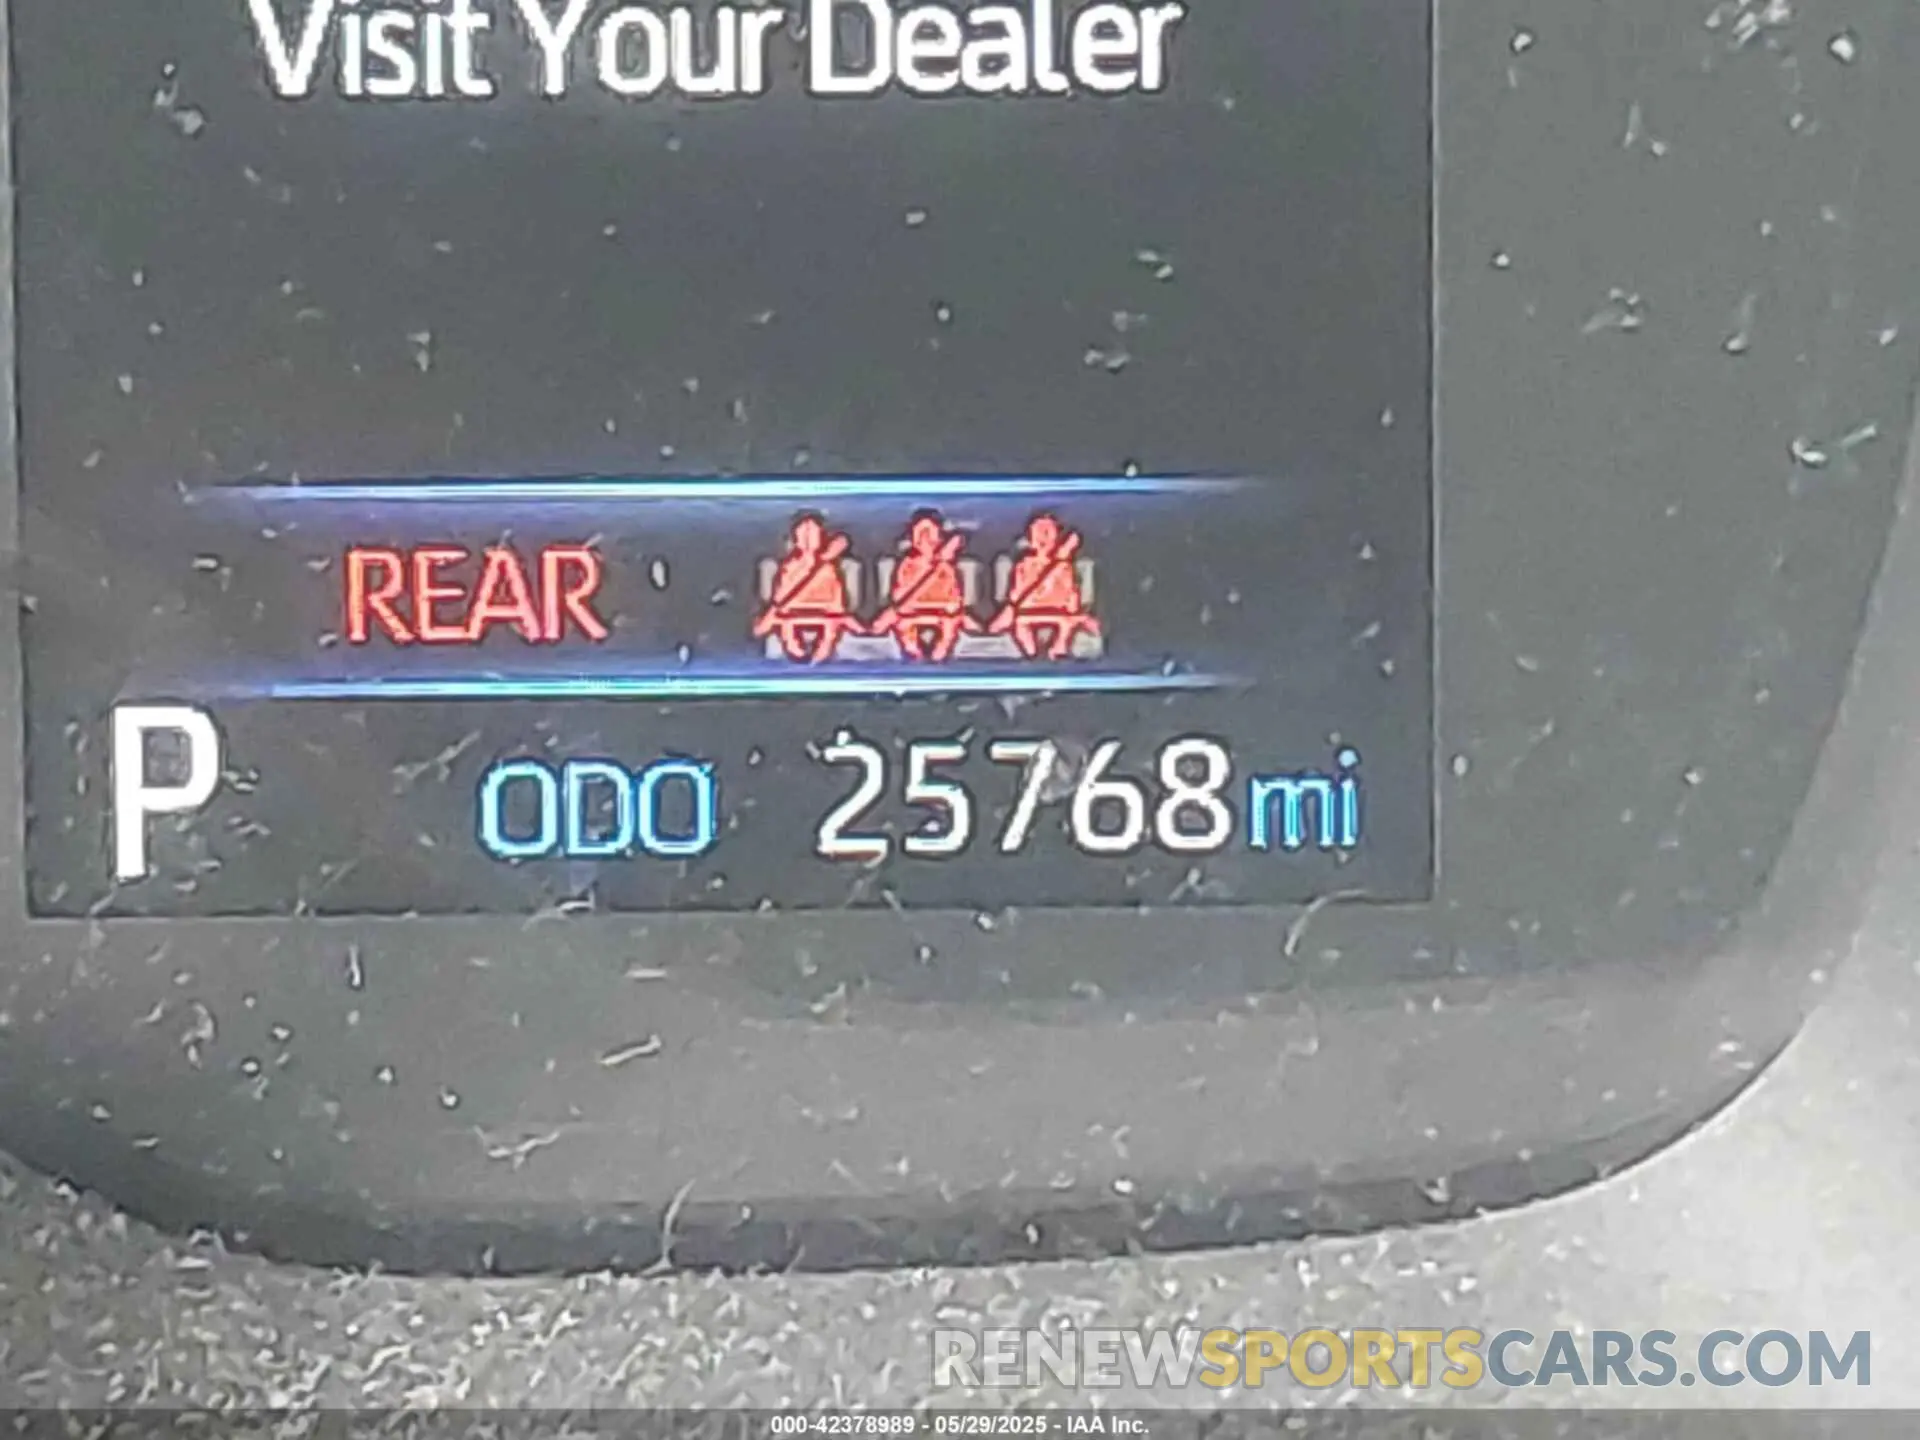 Visit Your Dealer
REAR
P ODO 25768 mi
RENEWSPORTSCARS.COM
000-42378989 - 05/29/2025 - IAA Inc.